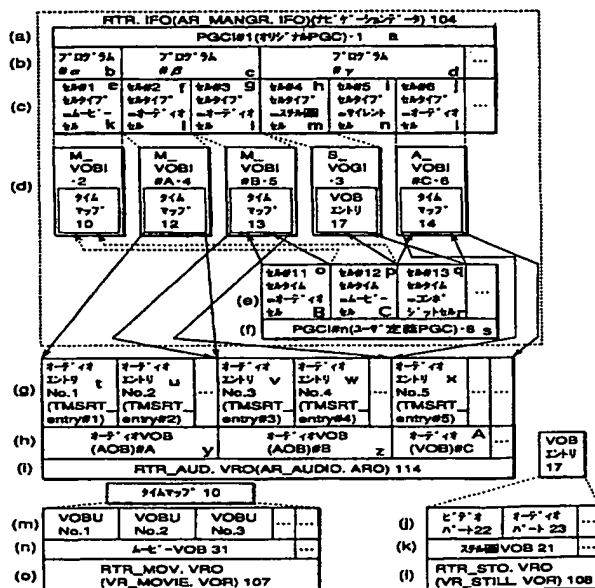 RTR. IFO(AR_MANGR. IFO)(ナビゲーションデータ) 104
(a) PGCI#1(オリジナルPGC)・1 a
(b) プログラム #α b プログラム #β c プログラム #γ d ...
(c) セル#1 e セルタイプ =ムービーセル k
セル#2 f セルタイプ =オーディオセル l
セル#3 g セルタイプ =オーディオセル l
セル#4 h セルタイプ =スチル画セル m
セル#5 i セルタイプ =サイレントセル n
セル#6 j セルタイプ =オーディオセル l
...
(d) M_VOBI ・2 タイムマップ 10
M_VOBI #A・4 タイムマップ 12
M_VOBI #B・5 タイムマップ 13
S_VOGI ・3 VOBエントリ 17
A_VOBI #C・6 タイムマップ 14
(e) セル#11 o セルタイム =オーディオ B
セル#12 p セルタイム =ムービーセル C
セル#13 q セルタイム =コンポジットセル r
...
(f) PGCI#n(ユーザ定義PGC)・8 s
(g) オーディオエントリ t No.1 (TMSRT_entry#1)
オーディオエントリ u No.2 (TMSRT_entry#2)
...
オーディオエントリ v No.3 (TMSRT_entry#3)
オーディオエントリ w No.4 (TMSRT_entry#4)
...
オーディオエントリ x No.5 (TMSRT_entry#5)
...
(h) オーディオVOB (AOB)#A y オーディオVOB (AOB)#B z オーディオ A (VOB)#C ...
(i) RTR_AUD. VRO(AR_AUDIO. ARO) 114
タイムマップ 10
(m) VOBU No.1 VOBU No.2 VOBU No.3 ... ...
(n) ムービーVOB 31 ...
(o) RTR_MOV. VRO (VR_MOVIE. VOR) 107
VOBエントリ 17
(j) ビデオパート22 オーディオパート 23 ...
(k) スチル画VOB 21 ...
(l) RTR_STO. VRO (VR_STILL VOR) 108